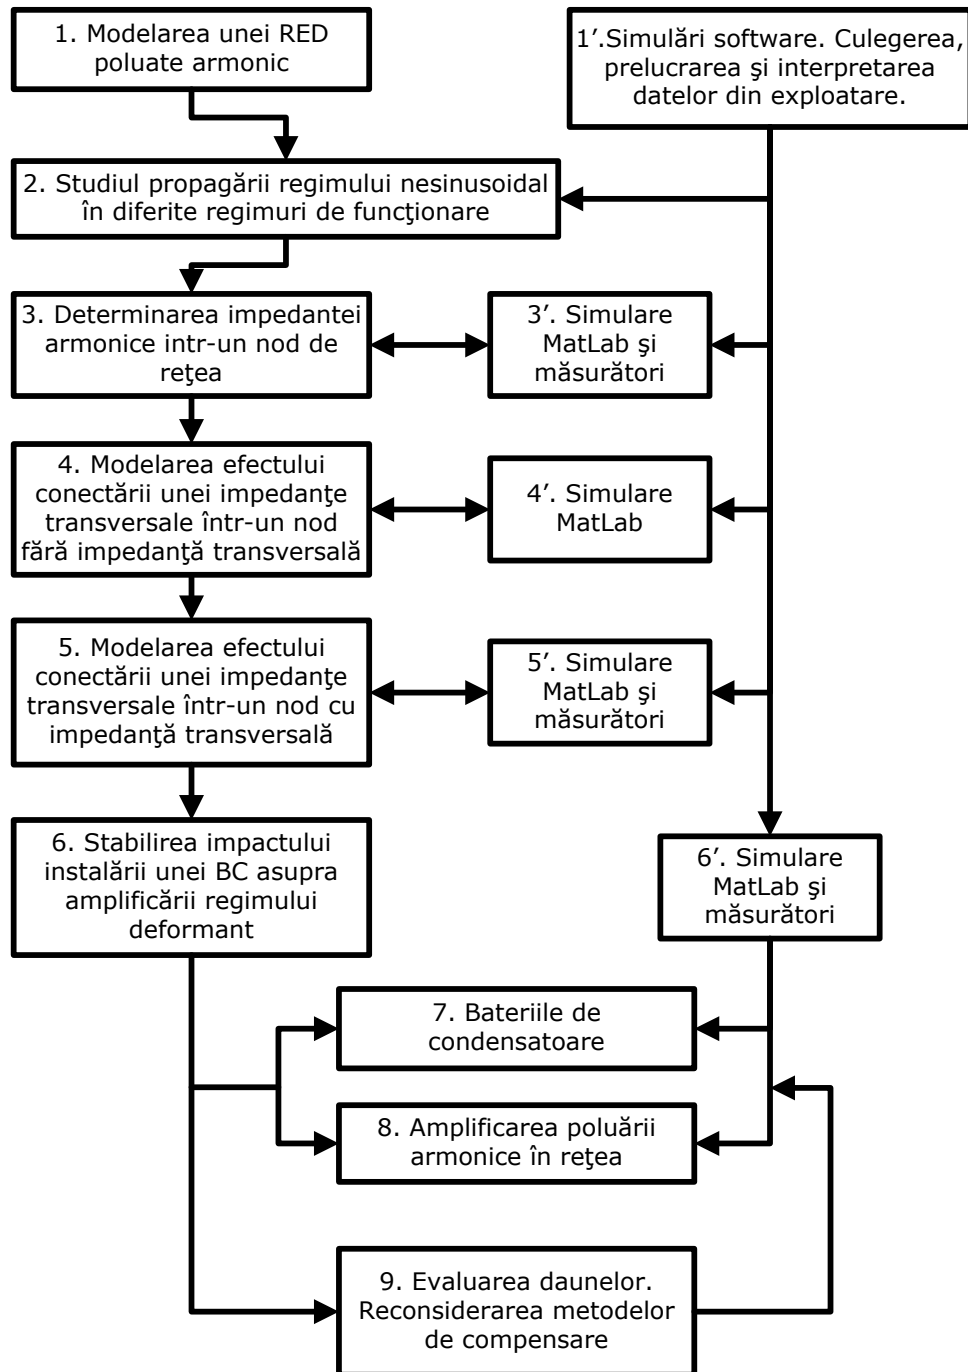 1. Modelarea unei RED
poluate armonic
1’.Simulări software. Culegerea,
prelucrarea şi interpretarea
datelor din exploatare.
2. Studiul propagării regimului nesinusoidal
în diferite regimuri de funcţionare
3. Determinarea impedantei
armonice intr-un nod de
reţea
3’. Simulare
MatLab şi
măsurători
4. Modelarea efectului
conectării unei impedanţe
transversale într-un nod
fără impedanţă transversală
4’. Simulare
MatLab
5. Modelarea efectului
conectării unei impedanţe
transversale într-un nod cu
impedanţă transversală
5’. Simulare
MatLab şi
măsurători
6. Stabilirea impactului
instalării unei BC asupra
amplificării regimului
deformant
6’. Simulare
MatLab şi
măsurători
7. Bateriile de
condensatoare
8. Amplificarea poluării
armonice în reţea
9. Evaluarea daunelor.
Reconsiderarea metodelor
de compensare